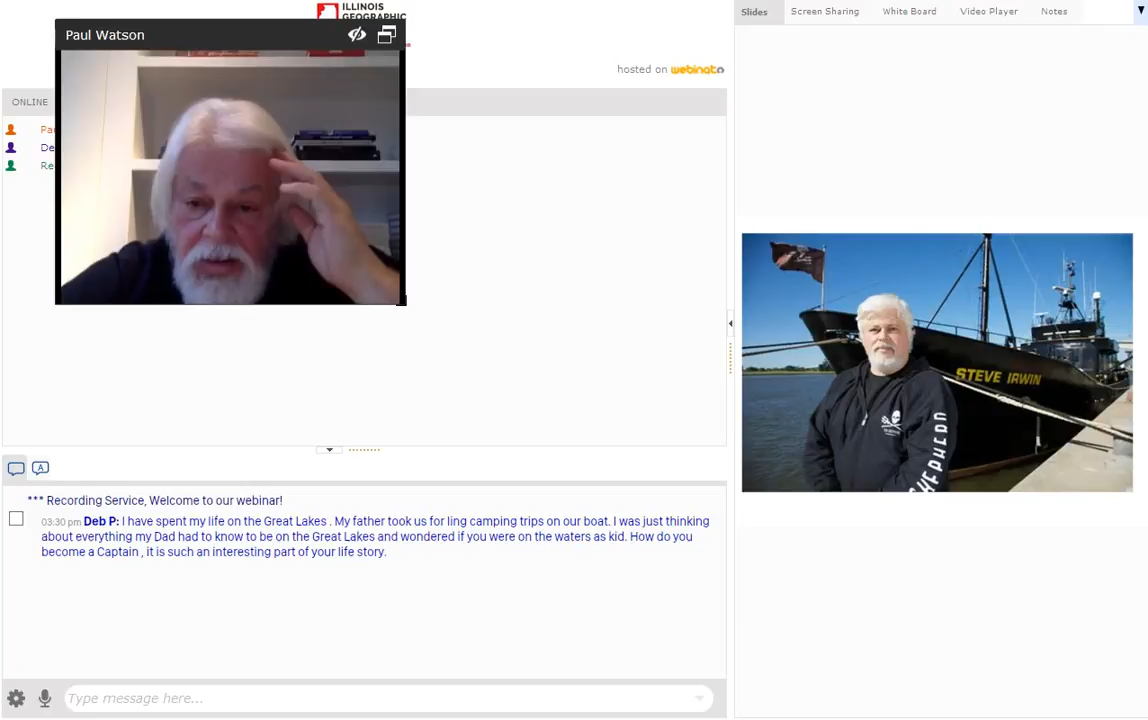 ILLINOIS
GEOGRAPHIC
Paul Watson
hosted on webinato
ONLINE
Pa
De
Re
*** Recording Service, Welcome to our webinar!
03:30 pm Deb P: I have spent my life on the Great Lakes . My father took us for ling camping trips on our boat. I was just thinking
about everything my Dad had to know to be on the Great Lakes and wondered if you were on the waters as kid. How do you
become a Captain , it is such an interesting part of your life story.
Type message here...
Slides Screen Sharing White Board Video Player Notes
STEVE IRWIN
SHEPHERD